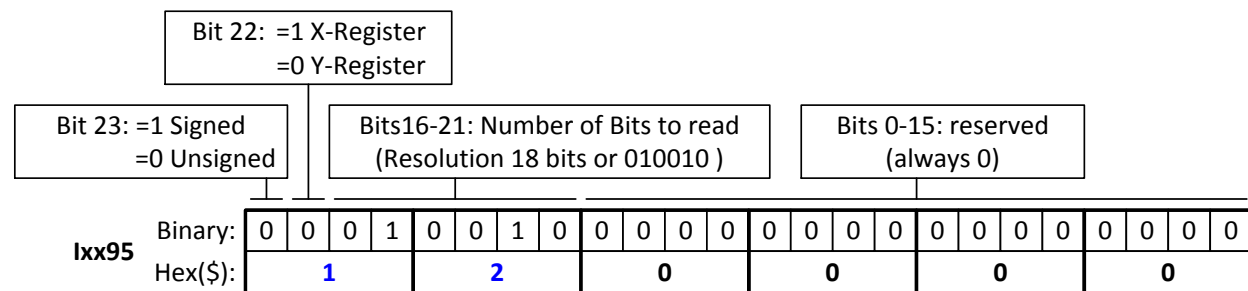 Bit 22: =1 X-Register
=0 Y-Register
Bit 23: =1 Signed
=0 Unsigned
Bits16-21: Number of Bits to read
(Resolution 18 bits or 010010 )
Bits 0-15: reserved
(always 0)
Ixx95
Binary: 0 0 0 1 0 0 1 0 0 0 0 0 0 0 0 0 0 0 0 0 0 0 0 0
Hex($): 1 2 0 0 0 0